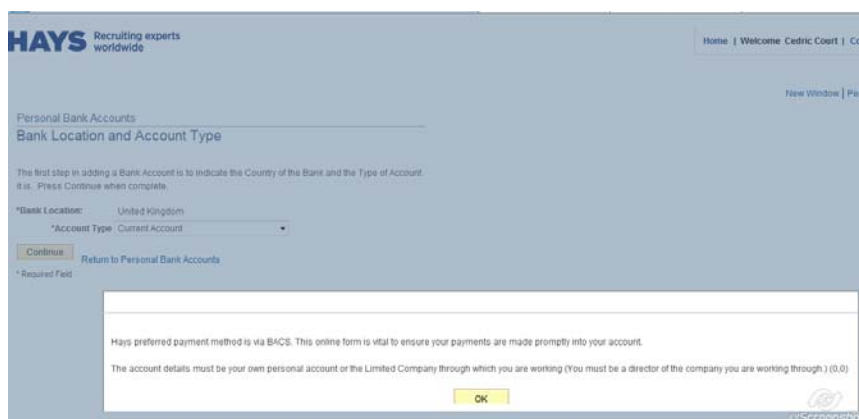 HAYS Recruiting experts
worldwide
Home | Welcome Cedric Court |
New Window |
Personal Bank Accounts
Bank Location and Account Type
The first step in adding a Bank Account is to indicate the Country of the Bank and the Type of Account
it is. Press Continue when complete.
*Bank Location: United Kingdom
*Account Type Current Account
Continue Return to Personal Bank Accounts
* Required Field
Hays preferred payment method is via BACS. This online form is vital to ensure your payments are made promptly into your account.
The account details must be your own personal account or the Limited Company through which you are working (You must be a director of the company you are working through.) (0,0)
OK